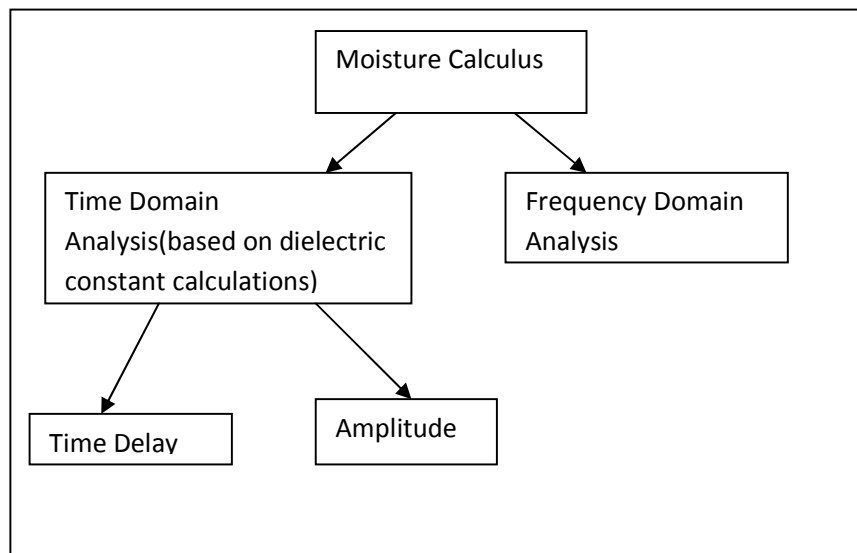 Moisture Calculus
Time Domain
Analysis(based on dielectric
constant calculations)
Frequency Domain
Analysis
Time Delay
Amplitude